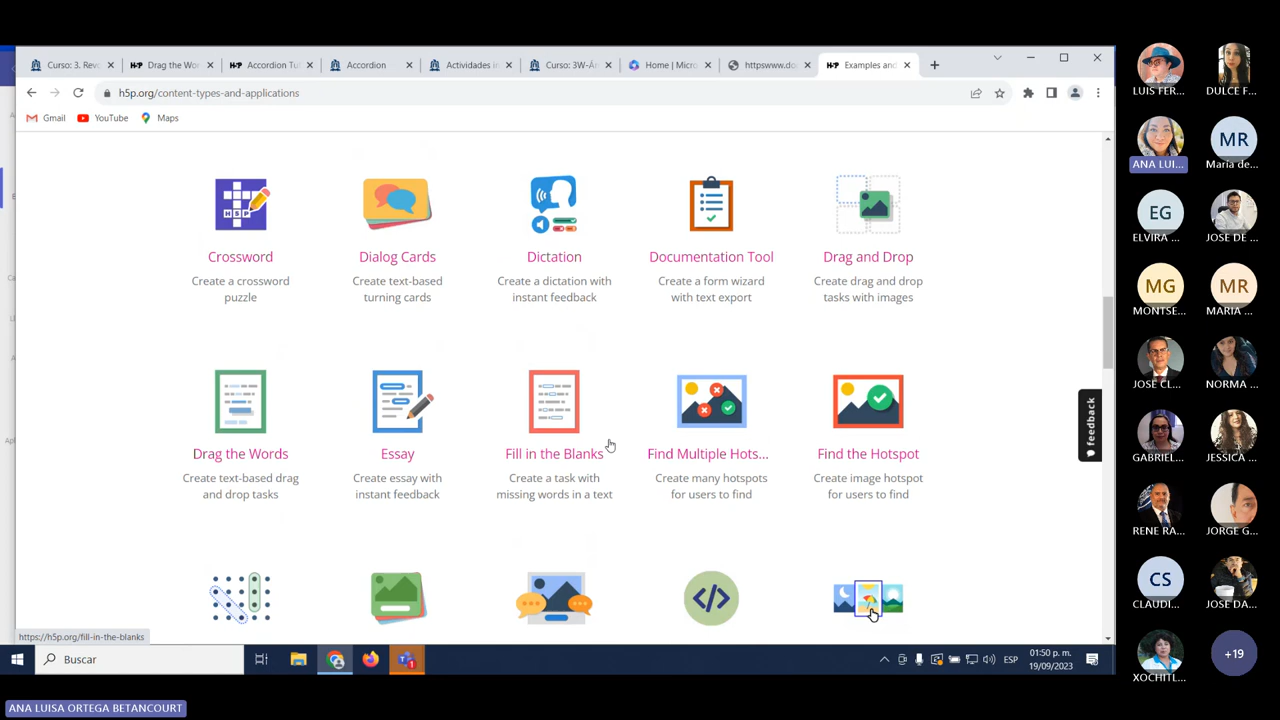 Curso: 3. Rev
H-P Drag the Wo
H-P Accordion Tu
Accordion
Actividades in
Curso: 3W-Án
Home | Micro
httpswww.do
H-P Examples and
h5p.org/content-types-and-applications
Gmail
YouTube
Maps
H5P
Crossword
Dialog Cards
Dictation
Documentation Tool
Drag and Drop
Create a crossword
puzzle
Create text-based
turning cards
Create a dictation with
instant feedback
Create a form wizard
with text export
Create drag and drop
tasks with images
Drag the Words
Essay
Fill in the Blanks
Find Multiple Hots...
Find the Hotspot
Create text-based drag
and drop tasks
Create essay with
instant feedback
Create a task with
missing words in a text
Create many hotspots
for users to find
Create image hotspot
for users to find
feedback
https://h5p.org/fill-in-the-blanks
Buscar
ESP
01:50 p. m.
19/09/2023
LUIS FER...
DULCE F...
ANA LUI...
MR
María de...
EG
ELVIRA ...
JOSE DE ...
MG
MONTSE...
MR
MARIA ...
JOSE CL...
NORMA ...
GABRIEL...
JESSICA ...
RENE RA...
JORGE G...
CS
CLAUDI...
JOSE DA...
XOCHITL...
+19
ANA LUISA ORTEGA BETANCOURT